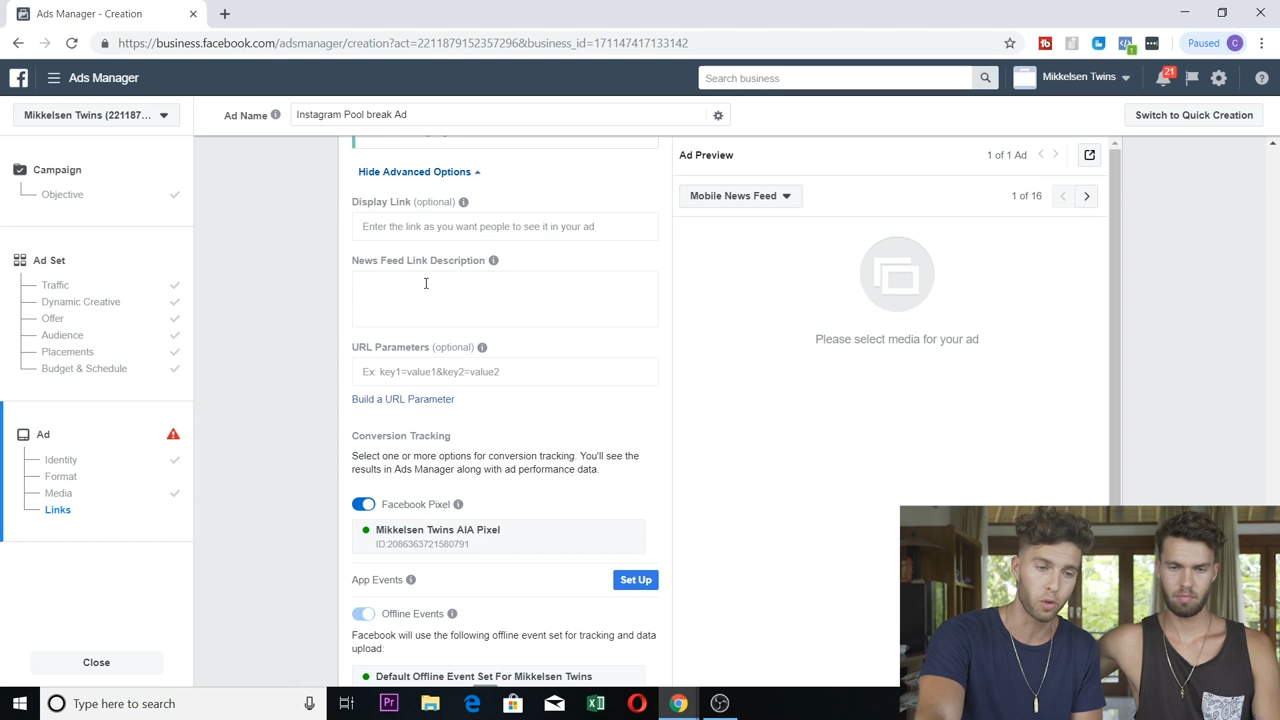 Ads Manager - Creation
https://business.facebook.com/adsmanager/creation?act=2211879152357296&business_id=171147417133142
Paused C
Ads Manager
Search business
Mikkelsen Twins
21
Mikkelsen Twins (221187...
Ad Name
Instagram Pool break Ad
Switch to Quick Creation
Campaign
Objective
Ad Set
Traffic
Dynamic Creative
Offer
Audience
Placements
Budget & Schedule
Ad
Identity
Format
Media
Links
Close
Hide Advanced Options
Display Link (optional)
Enter the link as you want people to see it in your ad
News Feed Link Description
URL Parameters (optional)
Ex: key1=value1&key2=value2
Build a URL Parameter
Conversion Tracking
Select one or more options for conversion tracking. You'll see the
results in Ads Manager along with ad performance data.
Facebook Pixel
Mikkelsen Twins AIA Pixel
ID:2086363721580791
App Events
Set Up
Offline Events
Facebook will use the following offline event set for tracking and data
upload:
Default Offline Event Set For Mikkelsen Twins
Ad Preview
1 of 1 Ad
Mobile News Feed
1 of 16
Please select media for your ad
Type here to search
Pr